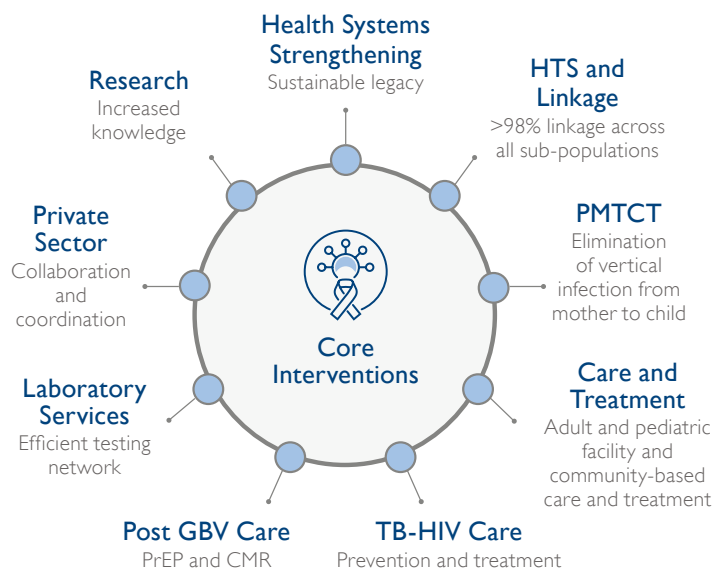 Health Systems
Strengthening
Sustainable legacy
HTS and
Linkage
>98% linkage across
all sub-populations
PMTCT
Elimination
of vertical
infection from
mother to child
Care and
Treatment
Adult and pediatric
facility and
community-based
care and treatment
TB-HIV Care
Prevention and treatment
Post GBV Care
PrEP and CMR
Laboratory
Services
Efficient testing
network
Private
Sector
Collaboration
and
coordination
Research
Increased
knowledge
Core
Interventions